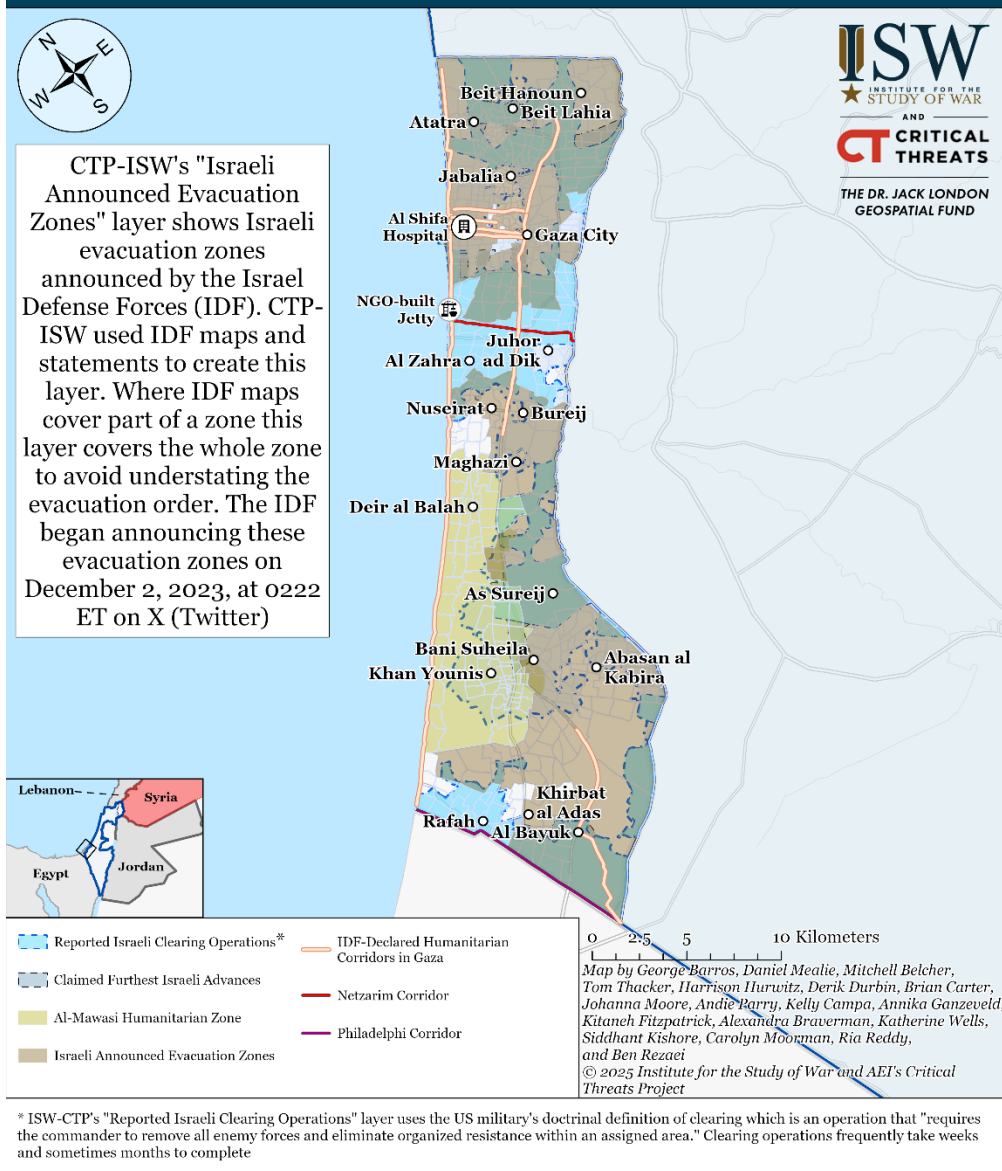 N
E
W
S
ISW
INSTITUTE FOR THE
STUDY OF WAR
AND
CT CRITICAL
THREATS
THE DR. JACK LONDON
GEOSPATIAL FUND
CTP-ISW's "Israeli
Announced Evacuation
Zones" layer shows Israeli
evacuation zones
announced by the Israel
Defense Forces (IDF). CTP-
ISW used IDF maps and
statements to create this
layer. Where IDF maps
cover part of a zone this
layer covers the whole zone
to avoid understating the
evacuation order. The IDF
began announcing these
evacuation zones on
December 2, 2023, at 0222
ET on X (Twitter)
Beit Hanoun
Beit Lahia
Atatra
Jabalia
Al Shifa
Hospital
Gaza City
NGO-built
Jetty
Juhor
ad Dik
Al Zahra
Nuseirat
Bureij
Maghazi
Deir al Balah
As Sureij
Bani Suheila
Abasan al
Kabira
Khan Younis
Khirbat
al Adas
Rafah
Al Bayuk
Lebanon
Syria
Egypt
Jordan
Reported Israeli Clearing Operations*
Claimed Furthest Israeli Advances
Al-Mawasi Humanitarian Zone
Israeli Announced Evacuation Zones
IDF-Declared Humanitarian
Corridors in Gaza
Netzarim Corridor
Philadelphi Corridor
0 2.5 5 10 Kilometers
Map by George Barros, Daniel Mealie, Mitchell Belcher,
Tom Thacker, Harrison Hurwitz, Derik Durbin, Brian Carter,
Johanna Moore, Andie Parry, Kelly Campa, Annika Ganzeveld,
Kitaneh Fitzpatrick, Alexandra Braverman, Katherine Wells,
Siddhant Kishore, Carolyn Moorman, Ria Reddy,
and Ben Rezaei
© 2025 Institute for the Study of War and AEI's Critical
Threats Project
* ISW-CTP's "Reported Israeli Clearing Operations" layer uses the US military's doctrinal definition of clearing which is an operation that "requires
the commander to remove all enemy forces and eliminate organized resistance within an assigned area." Clearing operations frequently take weeks
and sometimes months to complete